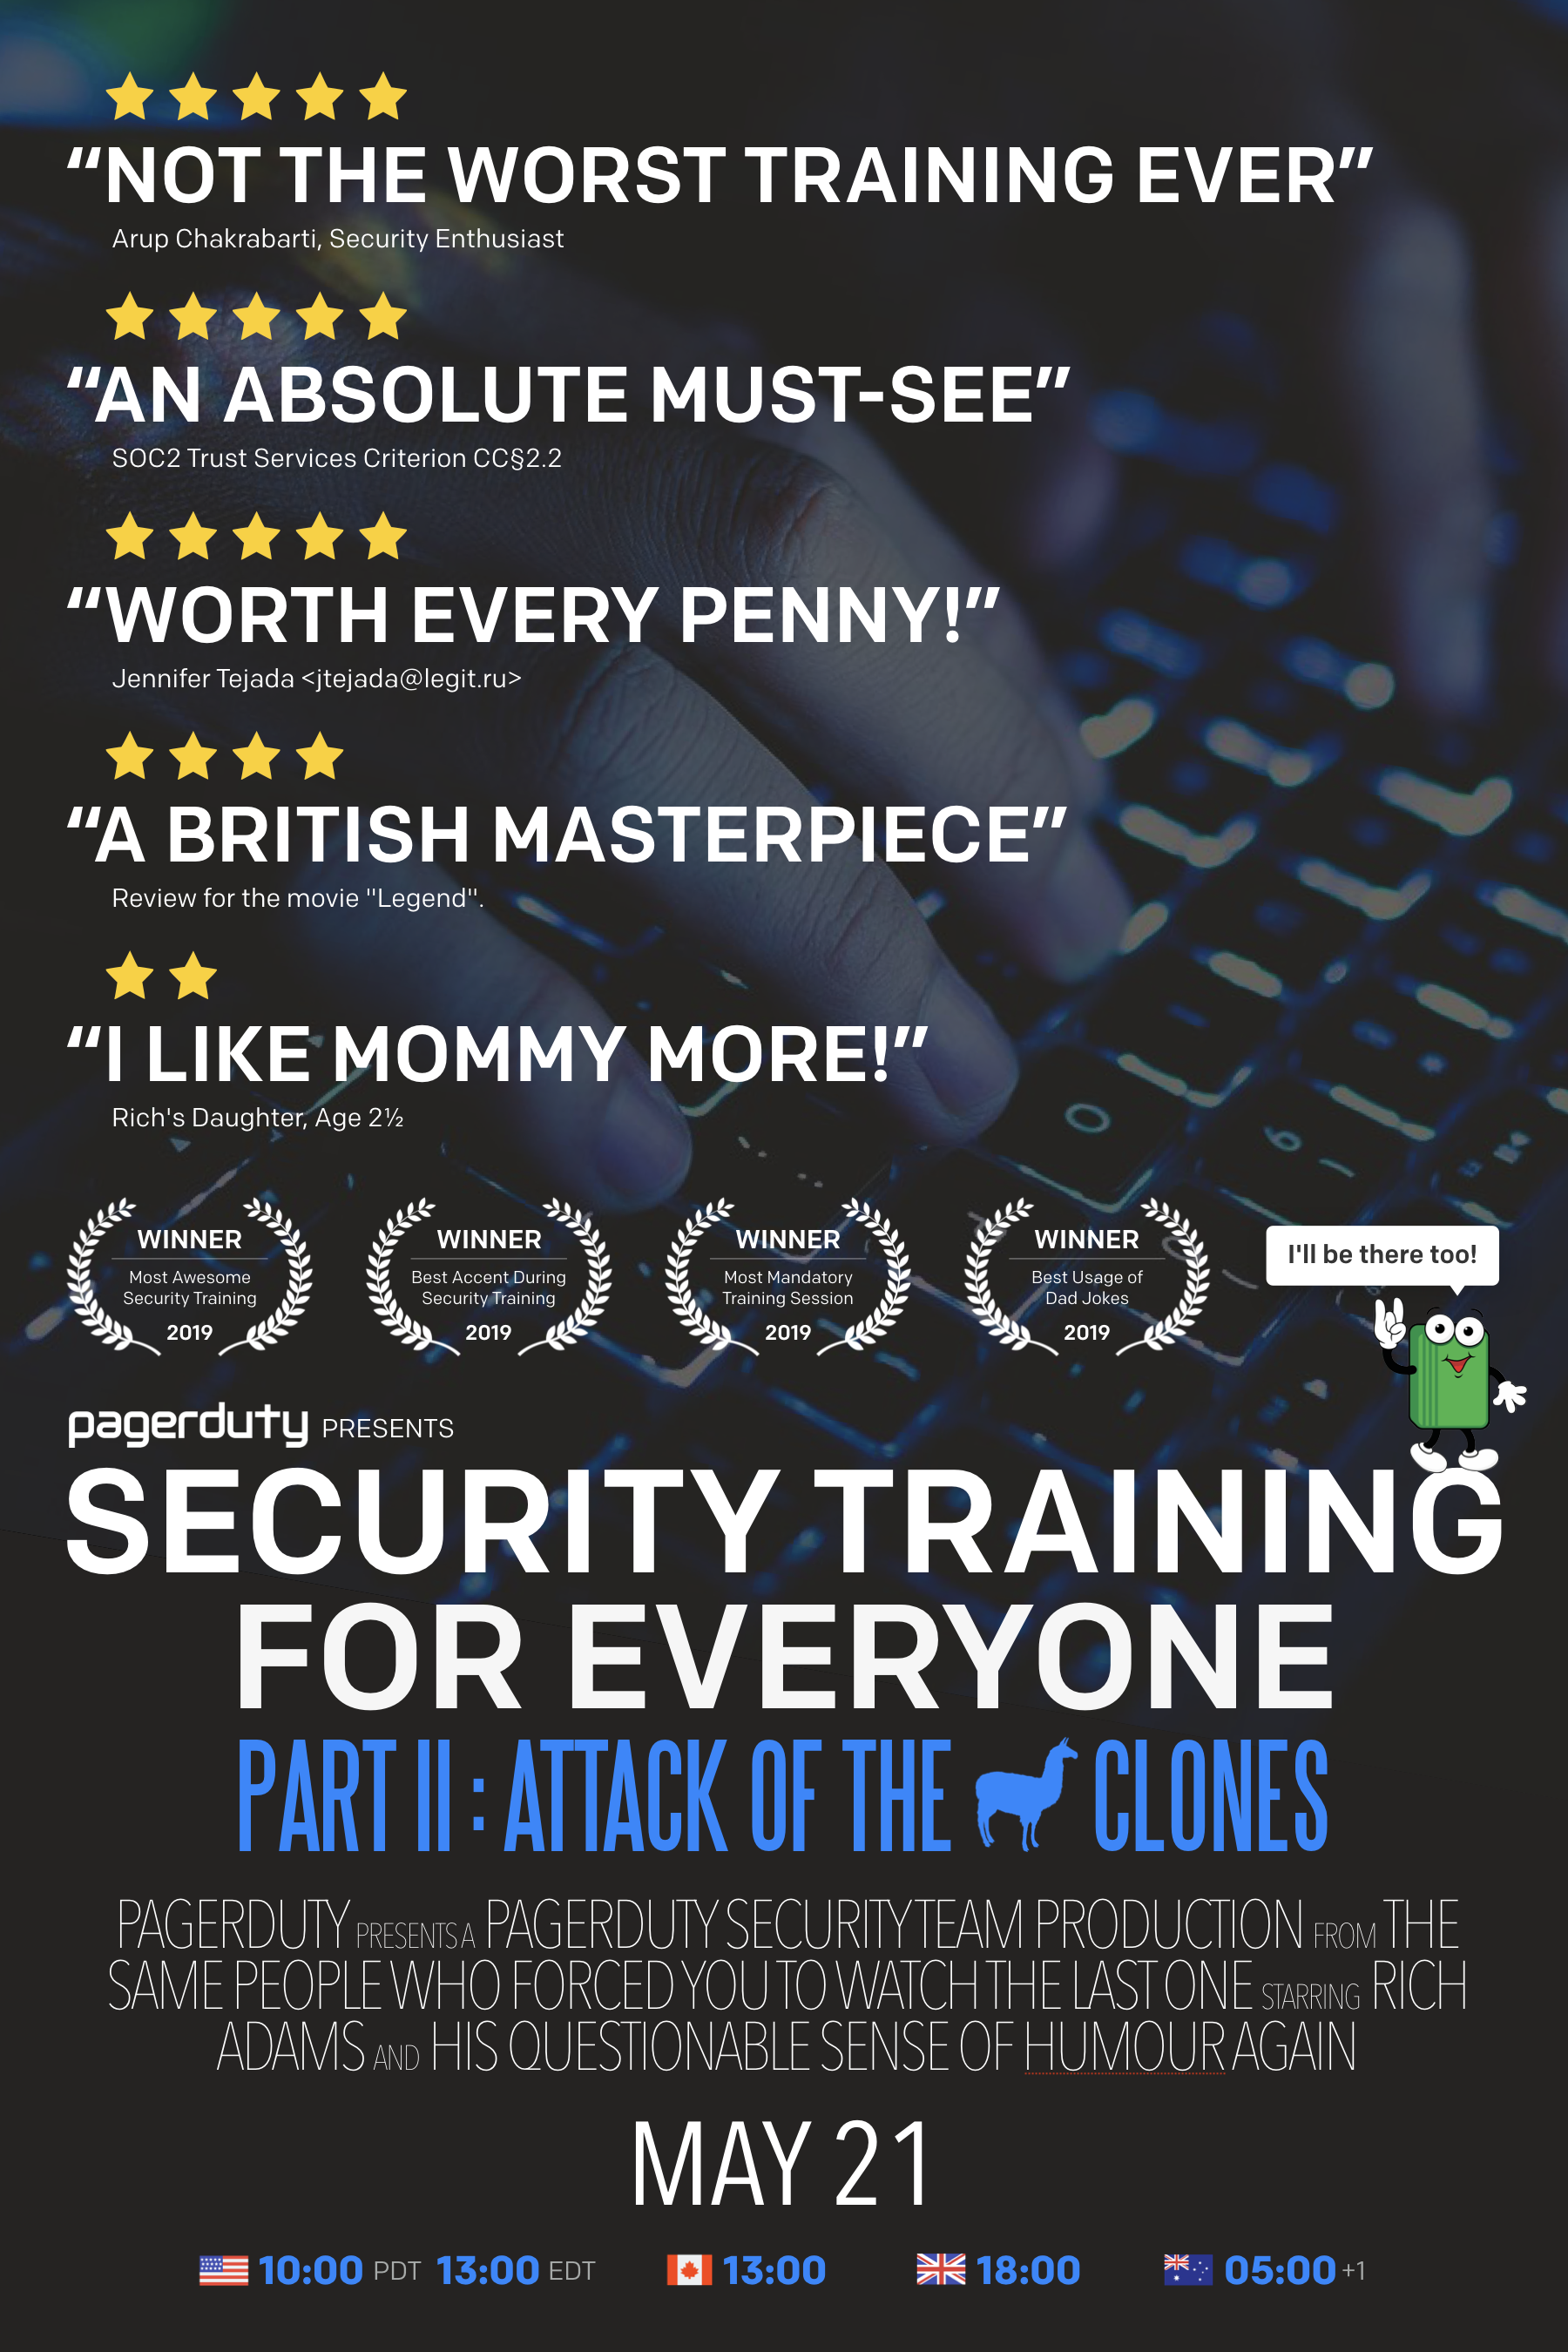 “NOT THE WORST TRAINING EVER”
Arup Chakrabarti, Security Enthusiast
“AN ABSOLUTE MUST-SEE”
SOC2 Trust Services Criterion CC§2.2
“WORTH EVERY PENNY!”
Jennifer Tejada <jtejada@legit.ru>
“A BRITISH MASTERPIECE”
Review for the movie "Legend".
“I LIKE MOMMY MORE!”
Rich's Daughter, Age 2½
WINNER
Most Awesome
Security Training
2019
WINNER
Best Accent During
Security Training
2019
WINNER
Most Mandatory
Training Session
2019
WINNER
Best Usage of
Dad Jokes
2019
I'll be there too!
pagerduty PRESENTS
SECURITY TRAINING
FOR EVERYONE
PART II : ATTACK OF THE CLONES
PAGERDUTY PRESENTS A PAGERDUTY SECURITY TEAM PRODUCTION FROM THE
SAME PEOPLE WHO FORCED YOU TO WATCH THE LAST ONE STARRING RICH
ADAMS AND HIS QUESTIONABLE SENSE OF HUMOUR AGAIN
MAY 21
10:00 PDT 13:00 EDT 13:00 18:00 05:00 +1